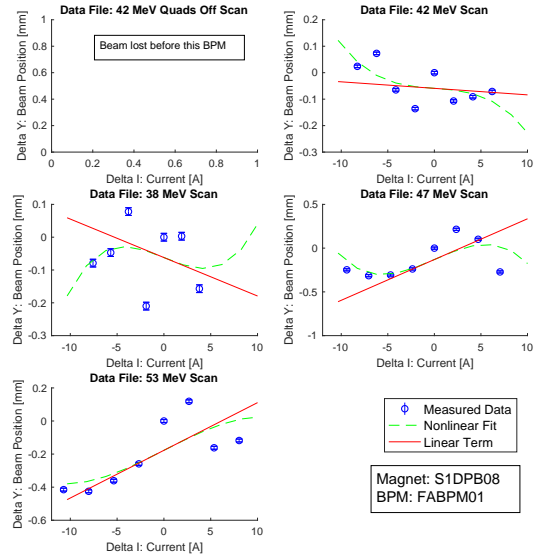 Data File: 42 MeV Quads Off Scan
Delta Y: Beam Position [mm]
1
0.8
0.6
0.4
0.2
0
Beam lost before this BPM
0 0.2 0.4 0.6 0.8 1
Delta I: Current [A]
Data File: 42 MeV Scan
Delta Y: Beam Position [mm]
0.2
0.1
0
-0.1
-0.2
-0.3
-10 -5 0 5 10
Delta I: Current [A]
Data File: 38 MeV Scan
Delta Y: Beam Position [mm]
0.1
0
-0.1
-0.2
-0.3
-10 -5 0 5 10
Delta I: Current [A]
Data File: 47 MeV Scan
Delta Y: Beam Position [mm]
0.5
0
-0.5
-1
-10 -5 0 5 10
Delta I: Current [A]
Data File: 53 MeV Scan
Delta Y: Beam Position [mm]
0.2
0
-0.2
-0.4
-0.6
-10 -5 0 5 10
Delta I: Current [A]
Measured Data
Nonlinear Fit
Linear Term
Magnet: S1DPB08
BPM: FABPM01